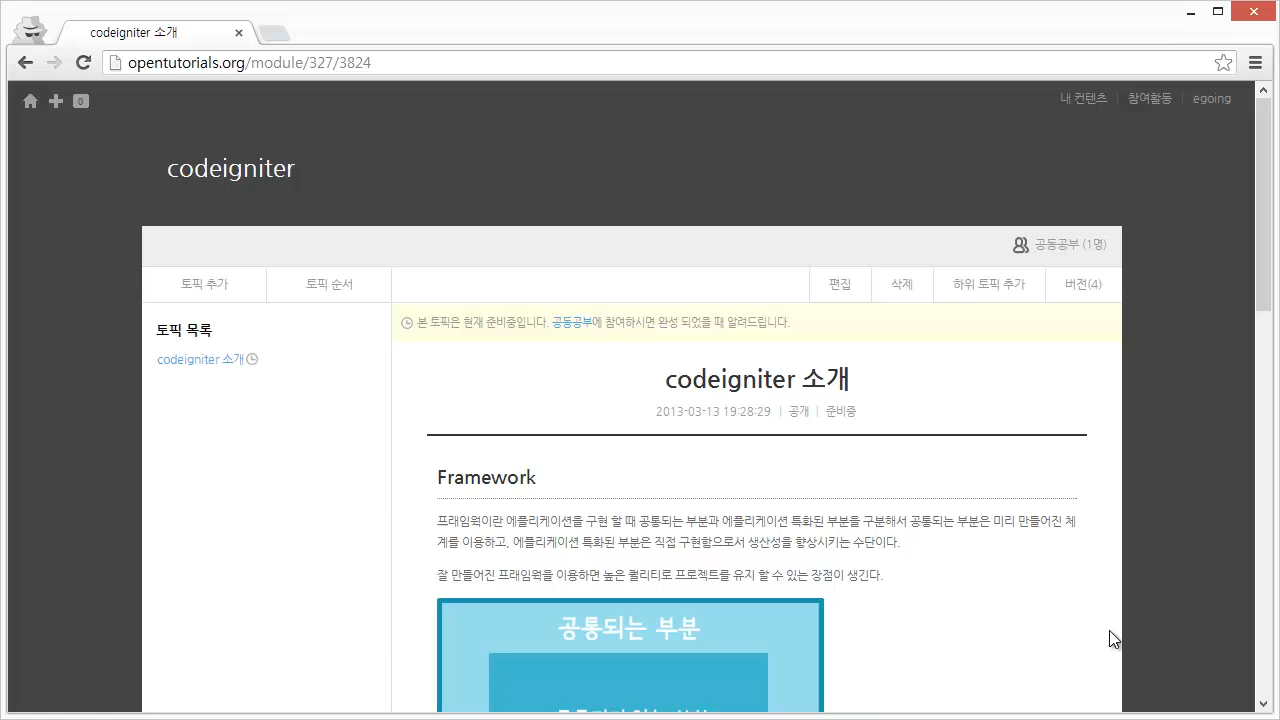 codeigniter 소개
opentutorials.org/module/327/3824
0
내 컨텐츠 | 참여활동 | egoing
codeigniter
공동공부 (1명)
토픽 추가
토픽 순서
편집
삭제
하위 토픽 추가
버전(4)
토픽 목록
codeigniter 소개
본 토픽은 현재 준비중입니다. 공동공부에 참여하시면 완성 되었을 때 알려드립니다.
codeigniter 소개
2013-03-13 19:28:29 | 공개 | 준비중
Framework
프래임웍이란 에플리케이션을 구현 할 때 공통되는 부분과 에플리케이션 특화된 부분을 구분해서 공통되는 부분은 미리 만들어진 체
계를 이용하고, 에플리케이션 특화된 부분은 직접 구현함으로서 생산성을 향상시키는 수단이다.
잘 만들어진 프래임웍을 이용하면 높은 퀄리티로 프로젝트를 유지 할 수 있는 장점이 생긴다.
공통되는 부분